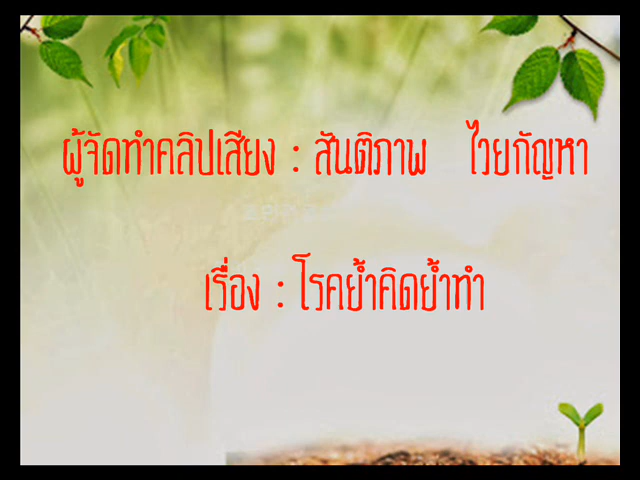 ผู้จัดทำคลิปเสียง : สันติภาพ ไวยกัญหา
เรื่อง : โรคย้ำคิดย้ำทำ